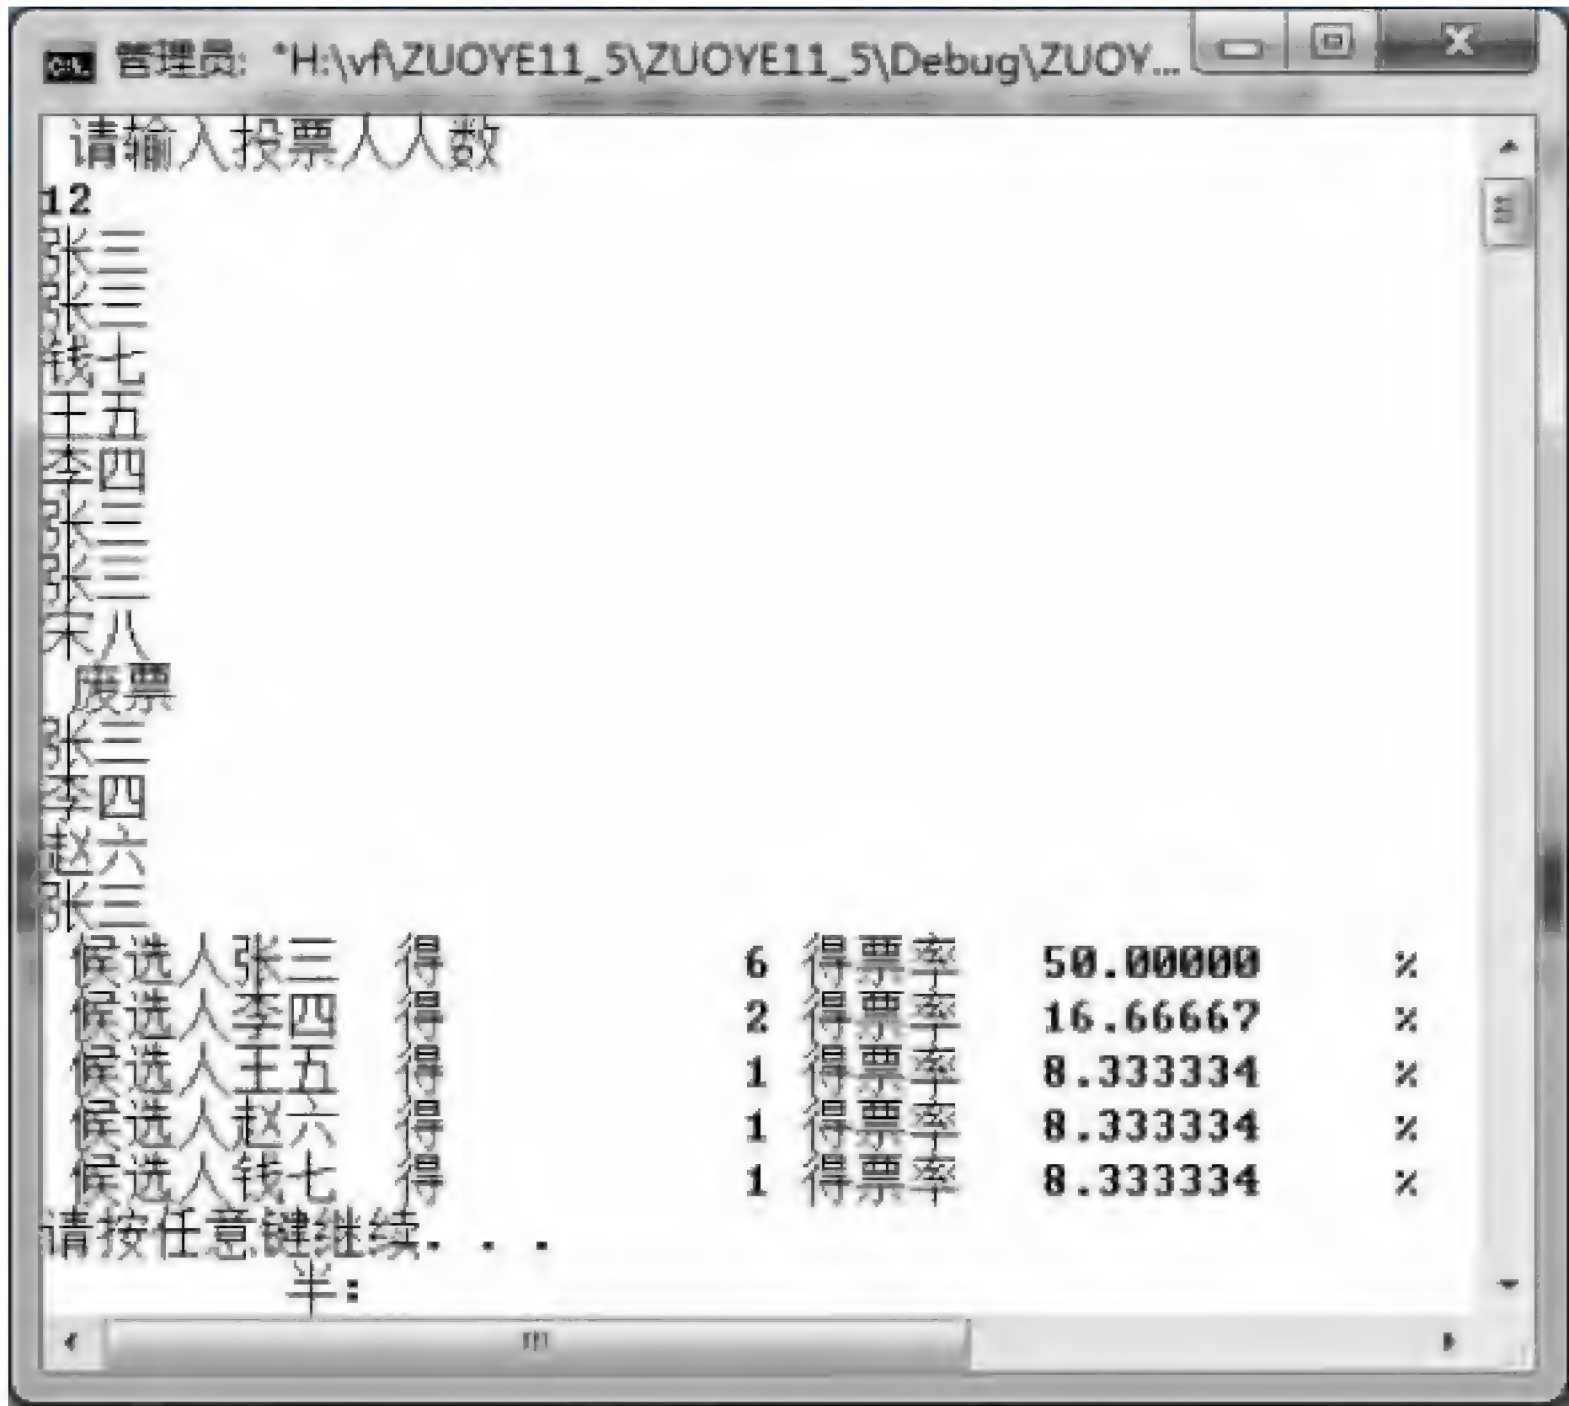 管理员: "H:\vf\ZUOYE11_5\ZUOYE11_5\Debug\ZUOY...
请输入投票人人数
12
张三
张三
钱七
王五
李四
张三
张三
宋八
废票
张三
李四
赵六
张三
候选人张三 得 6 得票率 50.00000 %
候选人李四 得 2 得票率 16.66667 %
候选人王五 得 1 得票率 8.333334 %
候选人赵六 得 1 得票率 8.333334 %
候选人钱七 得 1 得票率 8.333334 %
请按任意键继续. . .
半: